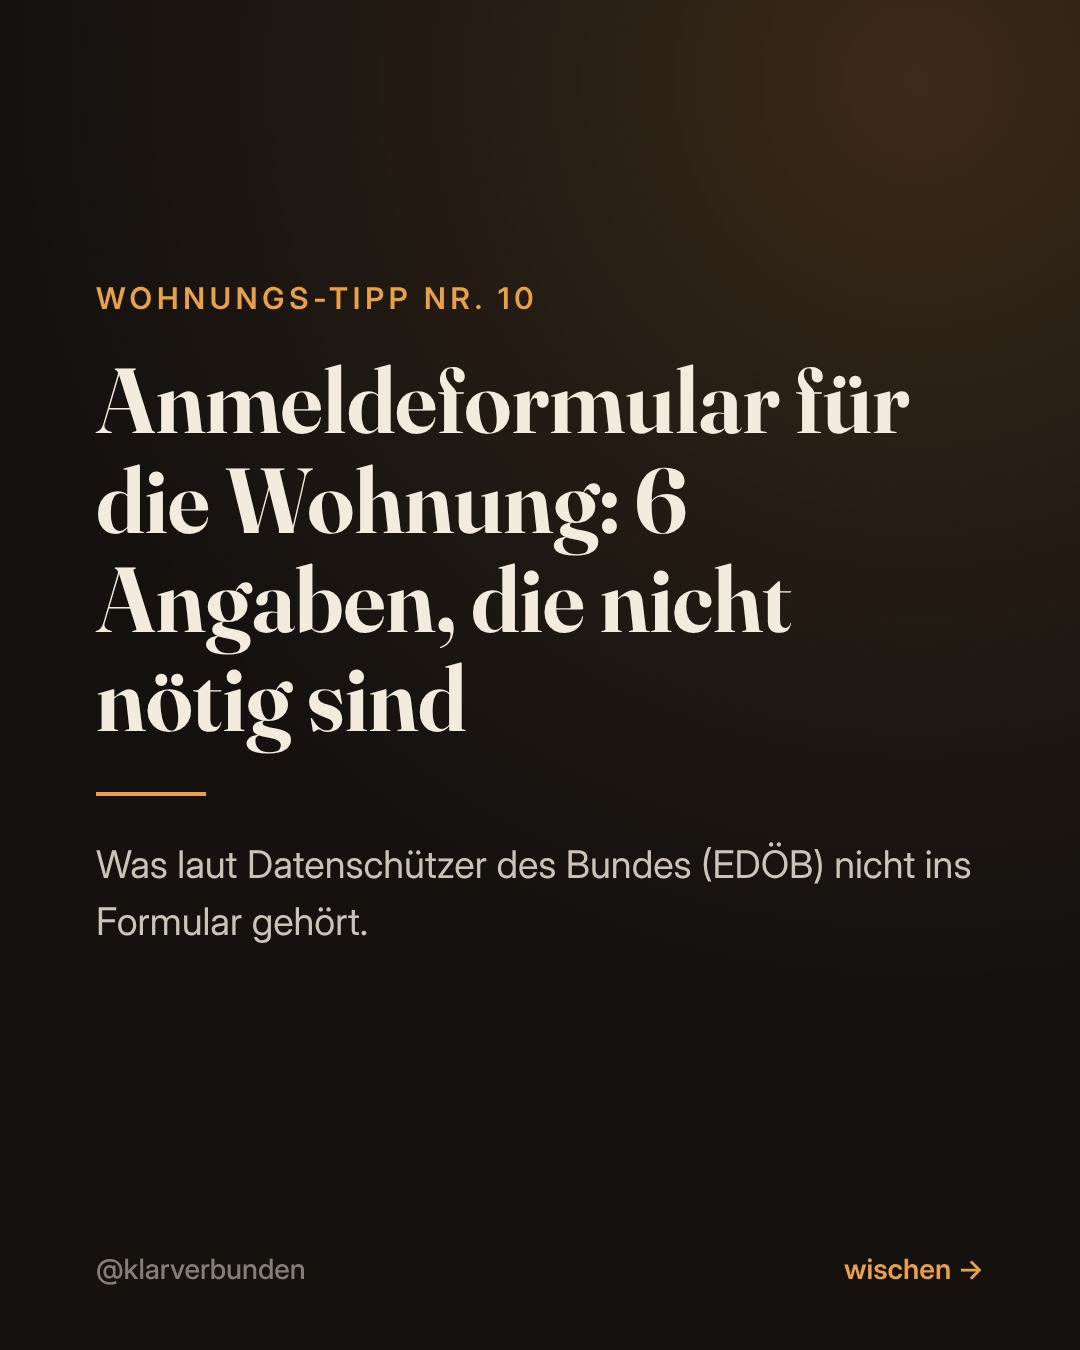 WOHNUNGS-TIPP NR. 10
Anmeldeformular für
die Wohnung: 6
Angaben, die nicht
nötig sind
Was laut Datenschützer des Bundes (EDÖB) nicht ins
Formular gehört.
@klarverbunden
wischen →